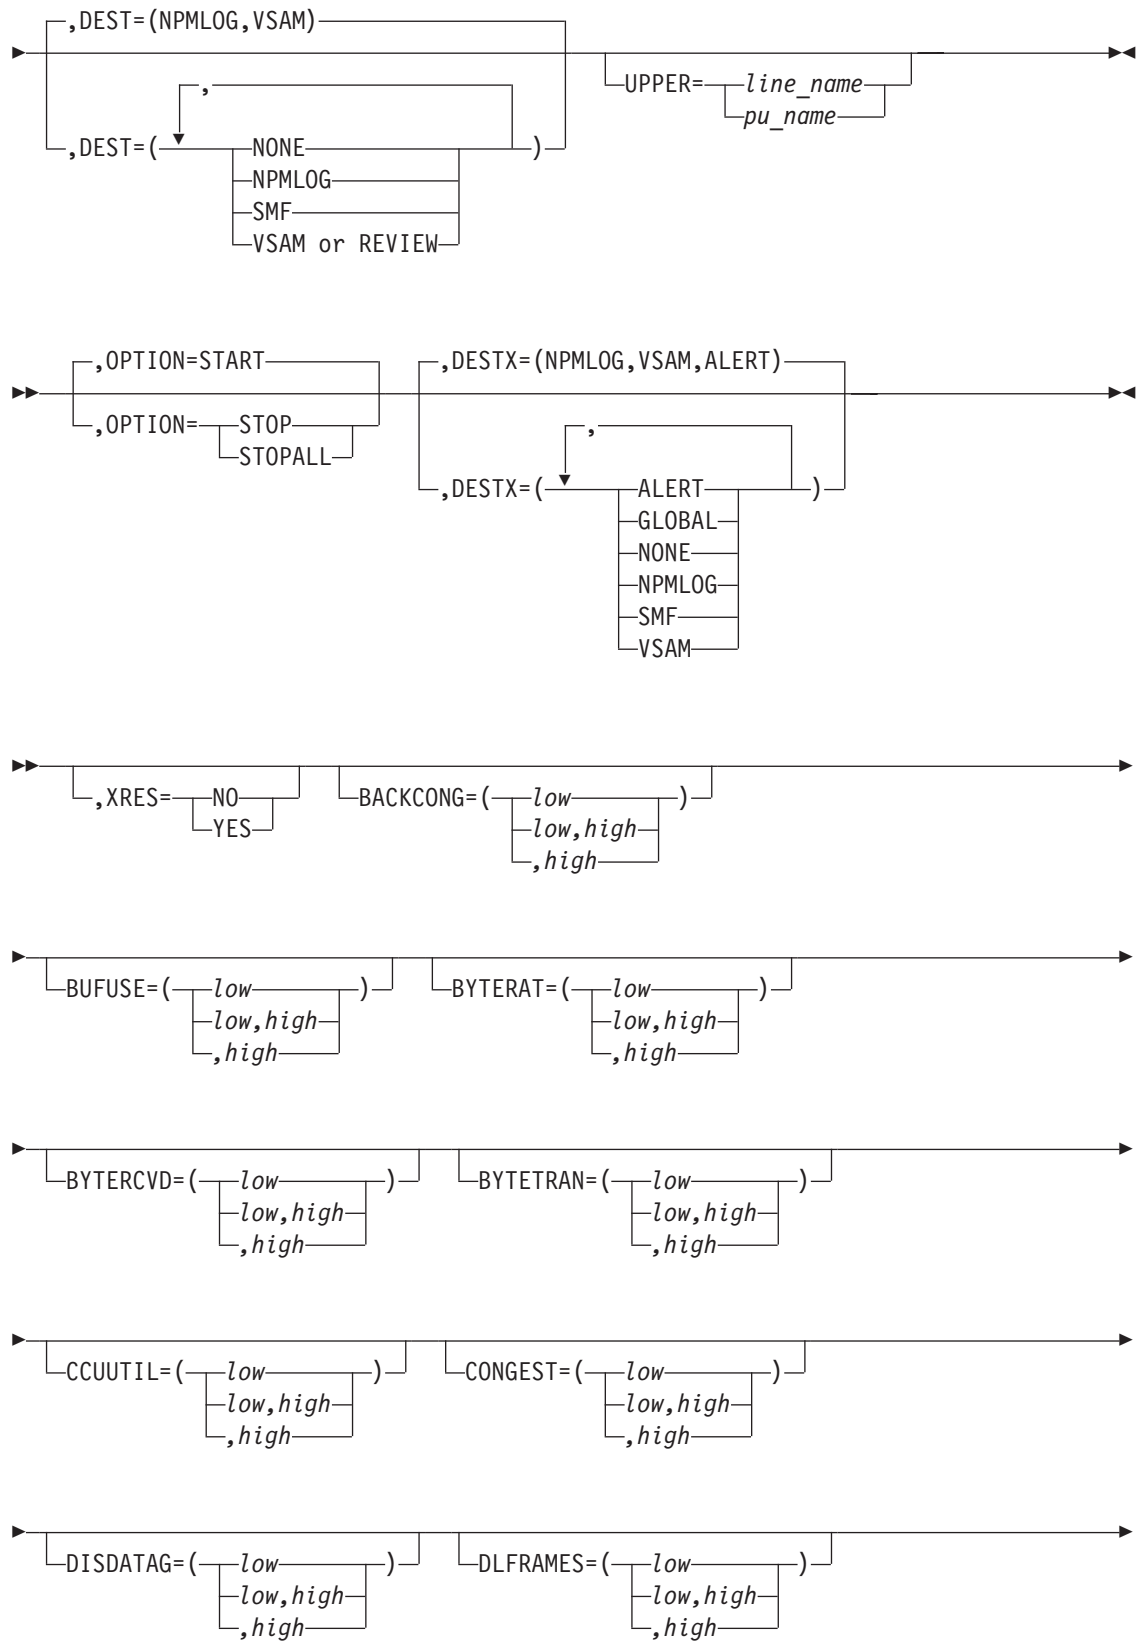 ,DEST=(NPMLOG,VSAM)
UPPER= line_name
pu_name
,
,DEST=( NONE )
NPMLOG
SMF
VSAM or REVIEW
,OPTION=START ,DESTX=(NPMLOG,VSAM,ALERT)
,OPTION= STOP
STOPALL
,
,DESTX=( ALERT )
GLOBAL
NONE
NPMLOG
SMF
VSAM
,XRES= NO BACKCONG=( low )
YES low,high
,high
BUFUSE=( low ) BYTERAT=( low )
low,high low,high
,high ,high
BYTERCVD=( low ) BYTETRAN=( low )
low,high low,high
,high ,high
CCUUTIL=( low ) CONGEST=( low )
low,high low,high
,high ,high
DISDATAG=( low ) DLFRAMES=( low )
low,high low,high
,high ,high